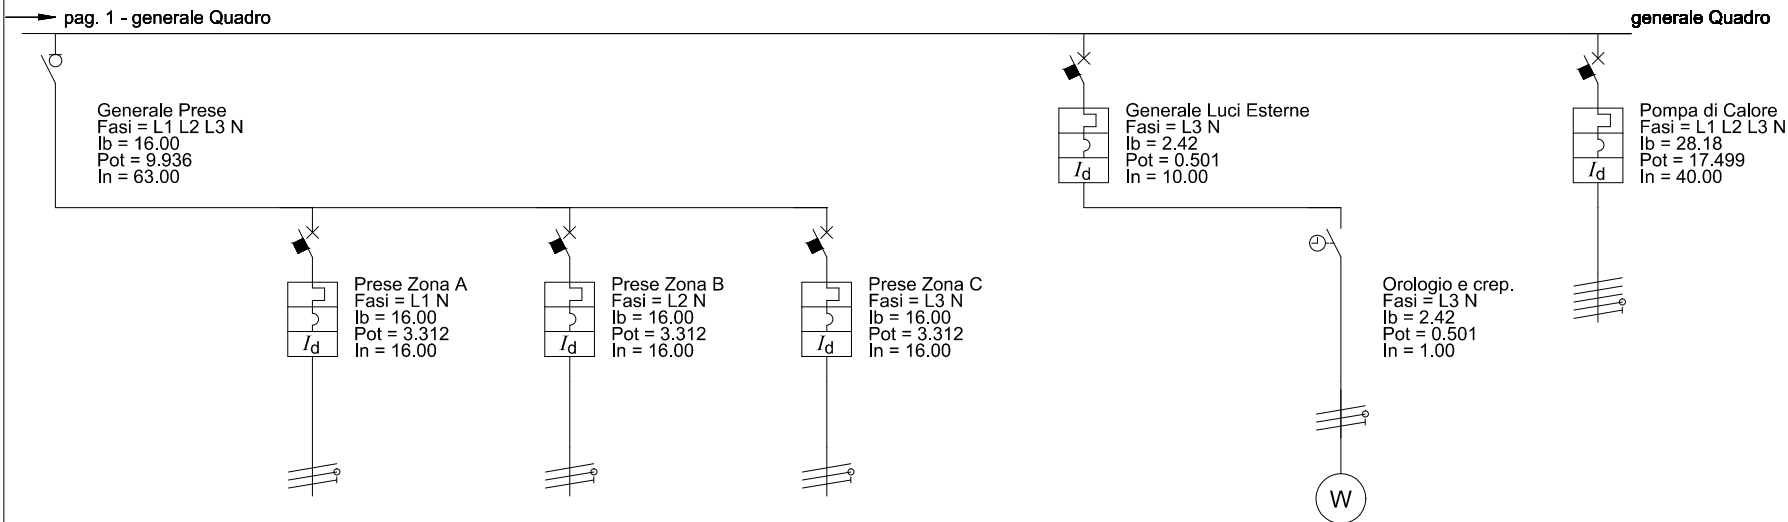 pag. 1 - generale Quadro
generale Quadro
Generale Prese
Fasi = L1 L2 L3 N
Ib = 16.00
Pot = 9.936
In = 63.00
Generale Luci Esterne
Fasi = L3 N
Ib = 2.42
Pot = 0.501
In = 10.00
Id
Pompa di Calore
Fasi = L1 L2 L3 N
Ib = 28.18
Pot = 17.499
In = 40.00
Id
Prese Zona A
Fasi = L1 N
Ib = 16.00
Pot = 3.312
In = 16.00
Id
Prese Zona B
Fasi = L2 N
Ib = 16.00
Pot = 3.312
In = 16.00
Id
Prese Zona C
Fasi = L3 N
Ib = 16.00
Pot = 3.312
In = 16.00
Id
Orologio e crep.
Fasi = L3 N
Ib = 2.42
Pot = 0.501
In = 1.00
W